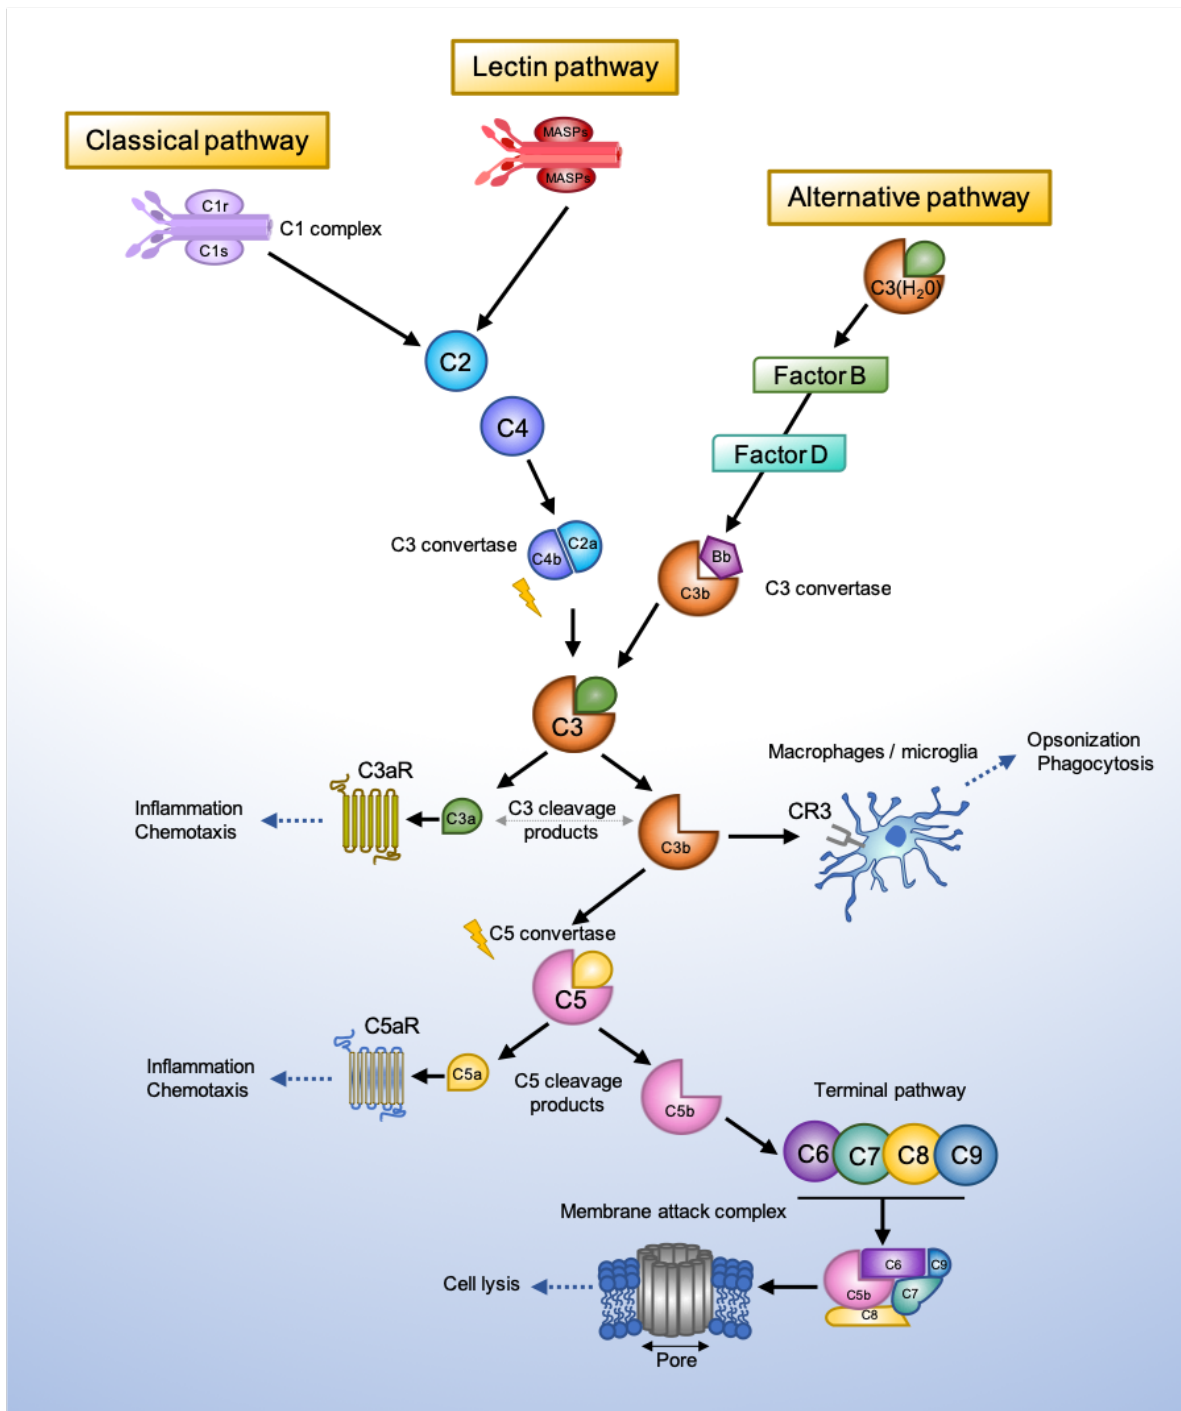 Lectin pathway
Classical pathway
MASPs
MASPs
Alternative pathway
C1r
C1 complex
C1s
C3(H₂0)
C2
Factor B
C4
Factor D
C3 convertase
C4b
C2a
Bb
C3b
C3 convertase
C3
Macrophages / microglia
Opsonization
Phagocytosis
C3aR
Inflammation
Chemotaxis
C3a
C3 cleavage
products
C3b
CR3
C5 convertase
C5
C5aR
Inflammation
Chemotaxis
C5a
C5 cleavage
products
C5b
Terminal pathway
C6
C7
C8
C9
Membrane attack complex
C6
C9
C5b
C7
C8
Cell lysis
Pore